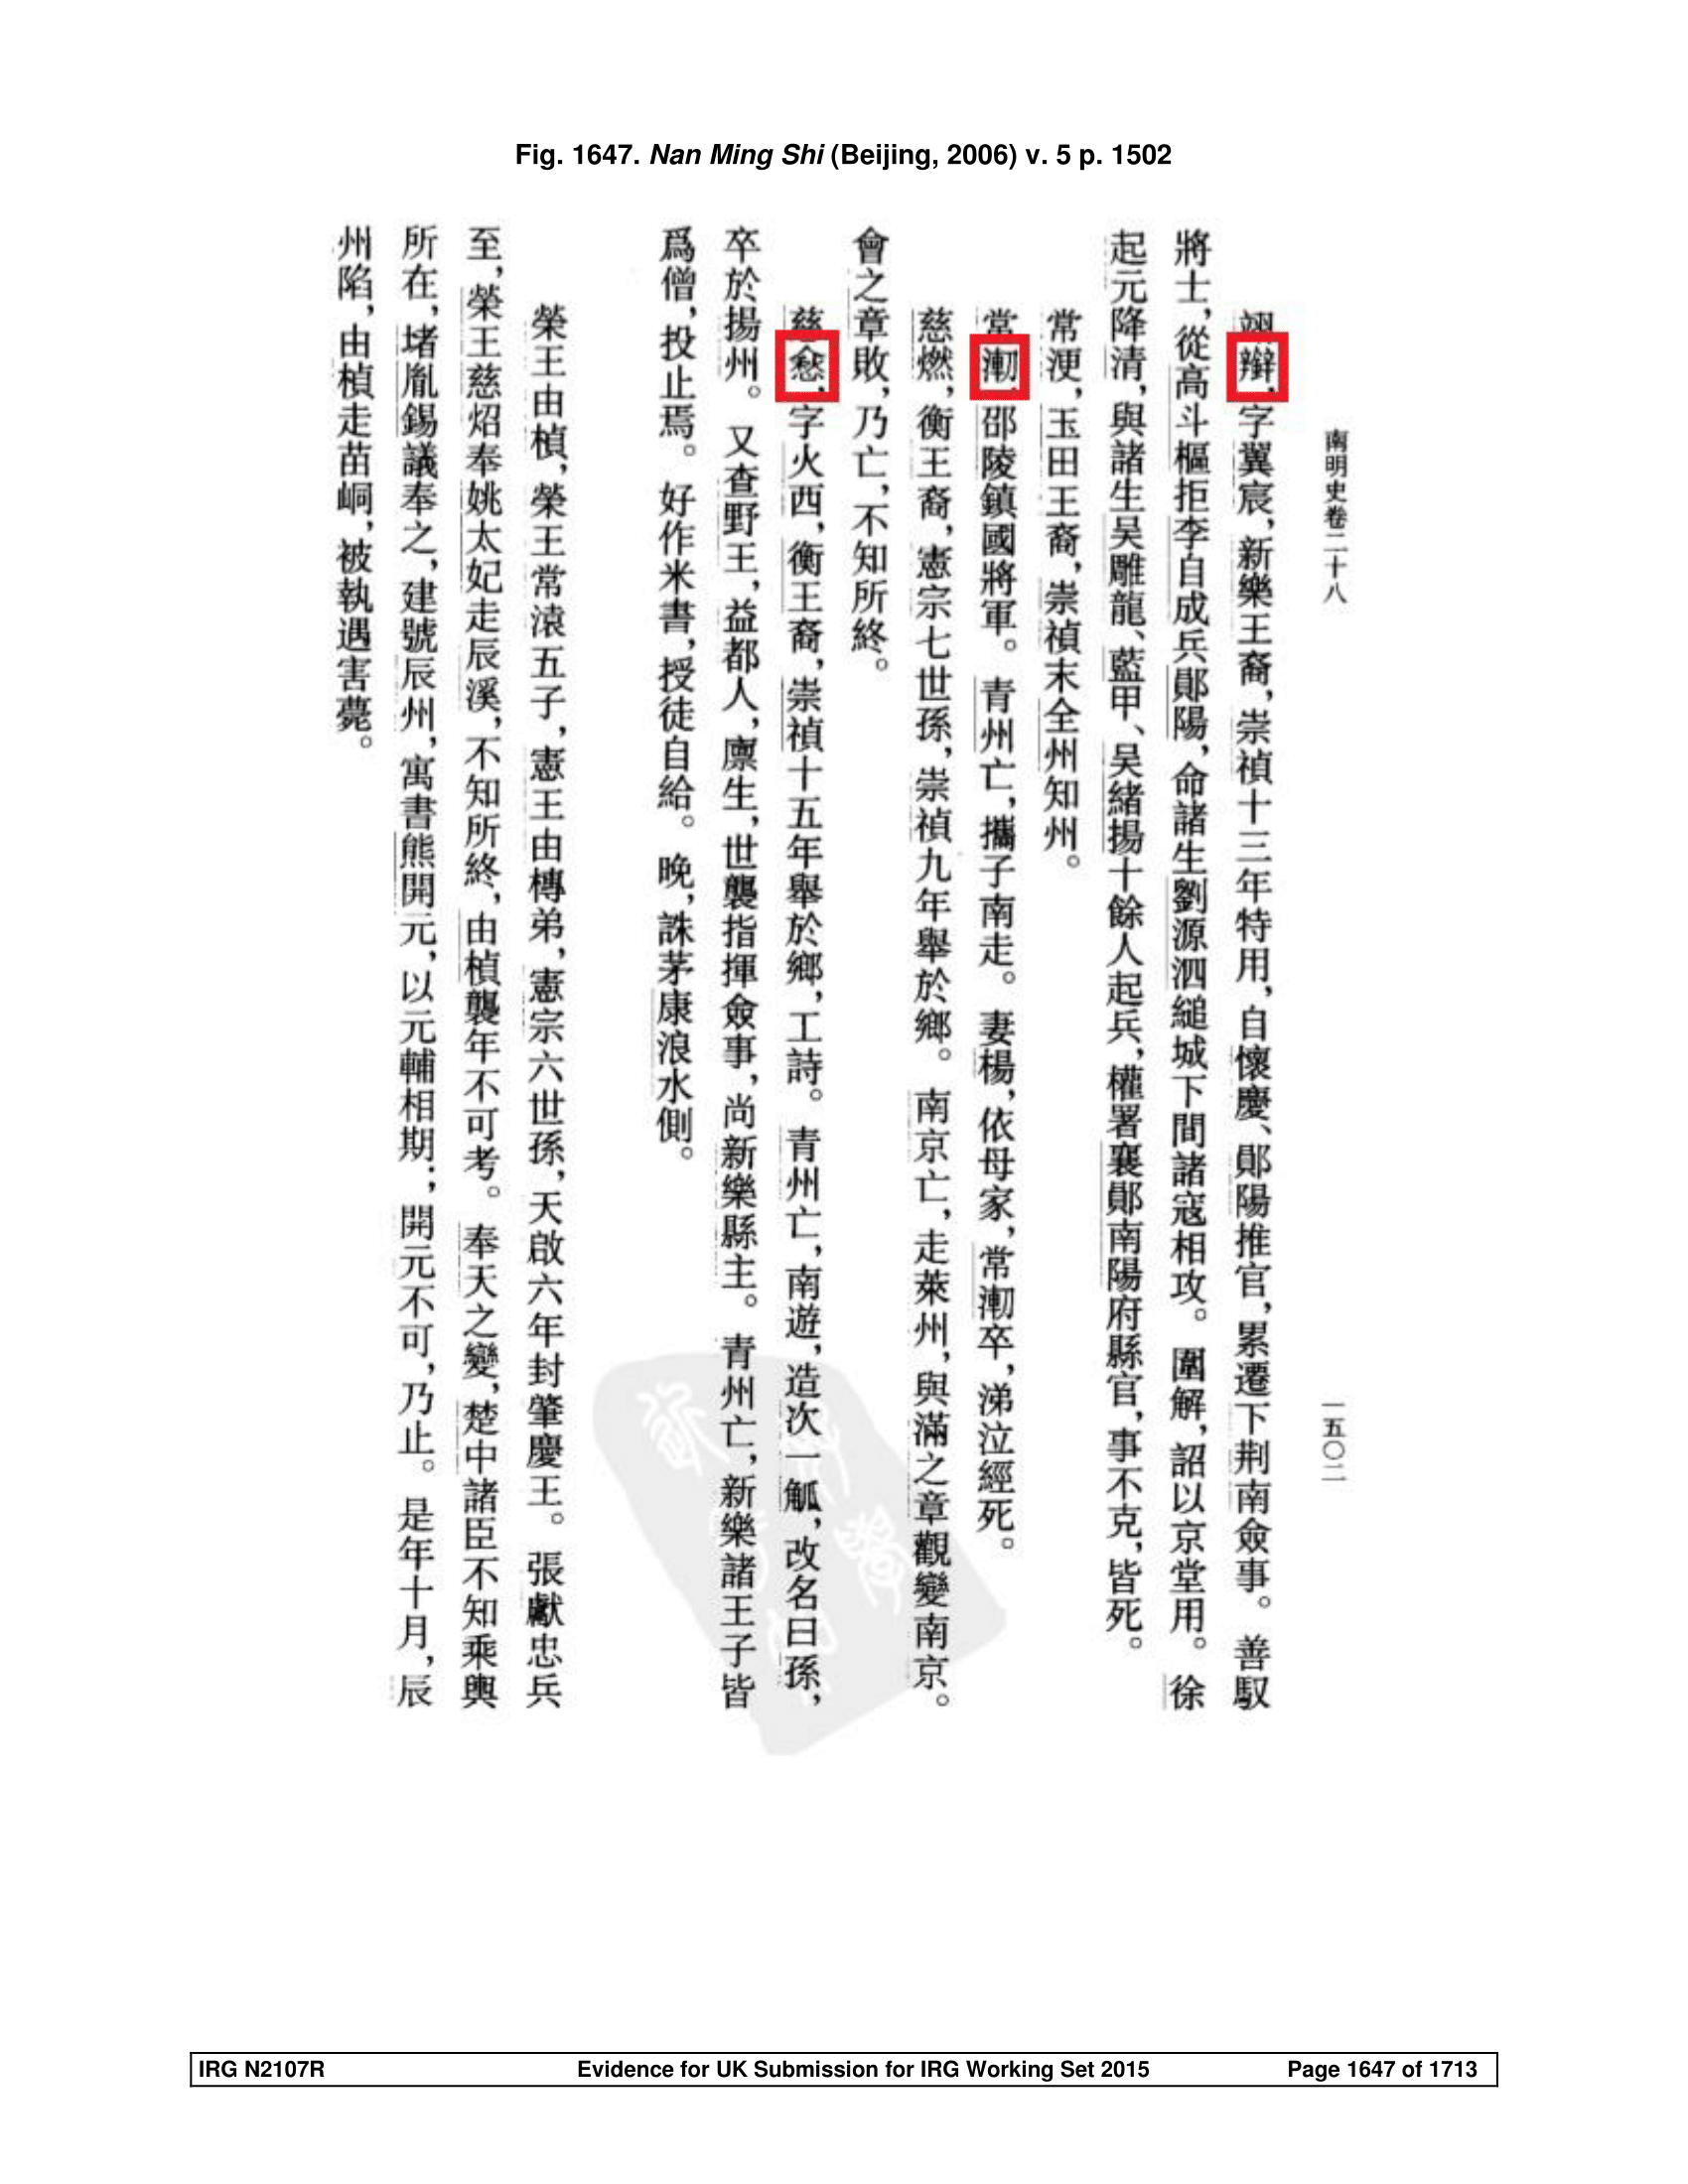 Fig. 1647. Nan Ming Shi (Beijing, 2006) v. 5 p. 1502
南明史卷二十八
一五〇二
翊，字翼宸，新樂王裔，崇禎十三年特用，自懷慶、鄖陽推官，累遷下荆南僉事。善馭
將士，從高斗樞拒李自成兵鄖陽，命諸生劉源泗縋城下間諸寇相攻。圍解，詔以京堂用。徐
起元降清，與諸生吴雕龍、藍甲、吴緒揚十餘人起兵，權署襄鄖南陽府縣官，事不克，皆死。
常㴂，玉田王裔，崇禎末全州知州。
常，邵陵鎮國將軍。青州亡，攜子南走。妻楊，依母家，常卒，涕泣經死。
慈燃，衡王裔，憲宗七世孫，崇禎九年舉於鄉。南京亡，走萊州，與滿之章觀變南京。
會之章敗，乃亡，不知所終。
慈，字火西，衡王裔，崇禎十五年舉於鄉，工詩。青州亡，南遊，造次一觚，改名曰孫，
卒於揚州。又查野王，益都人，廪生，世襲指揮僉事，尚新樂縣主。青州亡，新樂諸王子皆
爲僧，投止焉。好作米書，授徒自給。晚，誅茅康浪水側。
榮王由楨，榮王常溒五子，憲王由樽弟，憲宗六世孫，天啟六年封肇慶王。張獻忠兵
至，榮王慈炤奉姚太妃走辰溪，不知所終，由楨襲年不可考。奉天之變，楚中諸臣不知乘輿
所在，堵胤錫議奉之，建號辰州，寓書熊開元，以元輔相期；開元不可，乃止。是年十月，辰
州陷，由楨走苗峒，被執遇害薨。
IRG N2107R Evidence for UK Submission for IRG Working Set 2015 Page 1647 of 1713